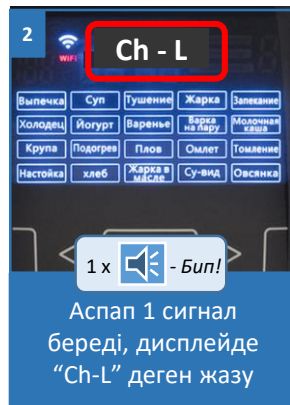 2
WiFi
Ch - L
Выпечка Суп Тушение Жарка Запекание
Холодец Йогурт Варенье Варка на пару Молочная каша
Крупа Подогрев Плов Омлет Томление
Настойка хлеб Жарка в масле Су-вид Овсянка
1 x - Бип!
Аспап 1 сигнал
береді, дисплейде
“Ch-L” деген жазу